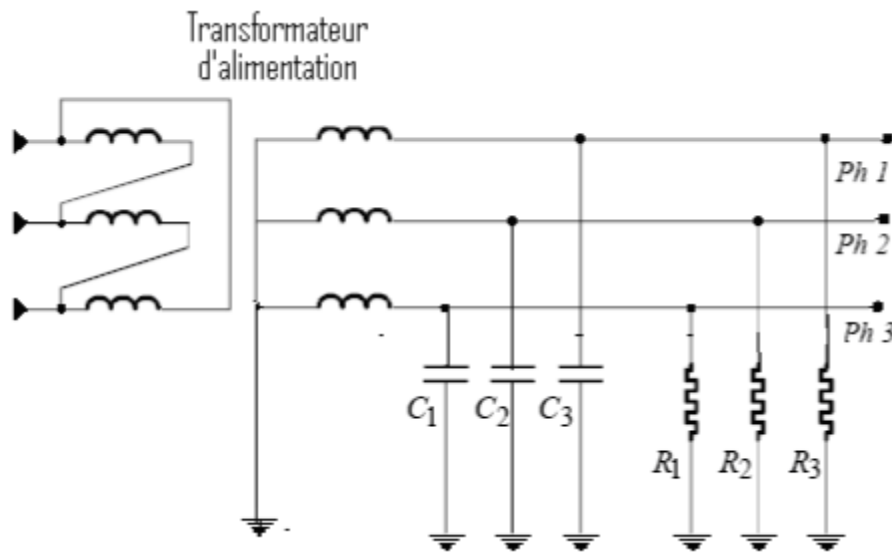 Transformateur
d'alimentation
Ph 1
Ph 2
Ph 3
C1 C2 C3
R1 R2 R3